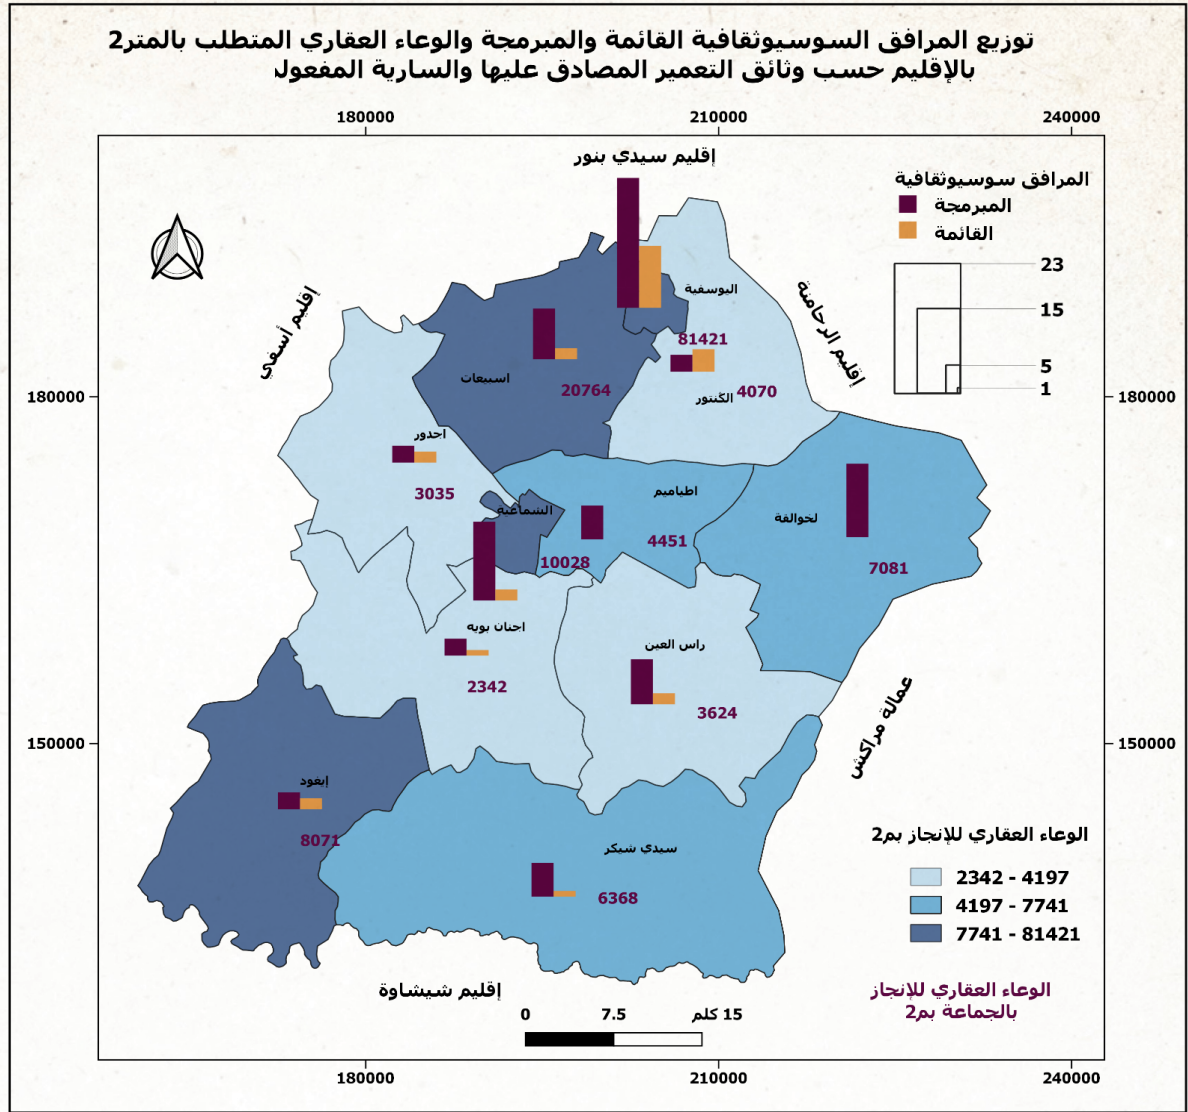 توزيع المرافق السوسيوثقافية القائمة والمبرمجة والوعاء العقاري المتطلب بالمتر2
بالإقليم حسب وثائق التعمير المصادق عليها والسارية المفعول
180000
210000
240000
إقليم سيدي بنور
المرافق سوسيوثقافية
المبرمجة
القائمة
23
15
5
1
إقليم أسفي
إقليم الرحامنة
اليوسفية
81421
اسبيعات
20764
الكنتور
4070
180000
180000
اجدور
3035
الشماعية
10028
اطياميم
4451
لخوالقة
7081
اجنان بويه
2342
راس العين
3624
عمالة مراكش
150000
150000
إيغود
8071
سيدي شيكر
6368
الوعاء العقاري للإنجاز بم2
2342 - 4197
4197 - 7741
7741 - 81421
الوعاء العقاري للإنجاز
بالجماعة بم2
إقليم شيشاوة
0
7.5
15 كلم
180000
210000
240000